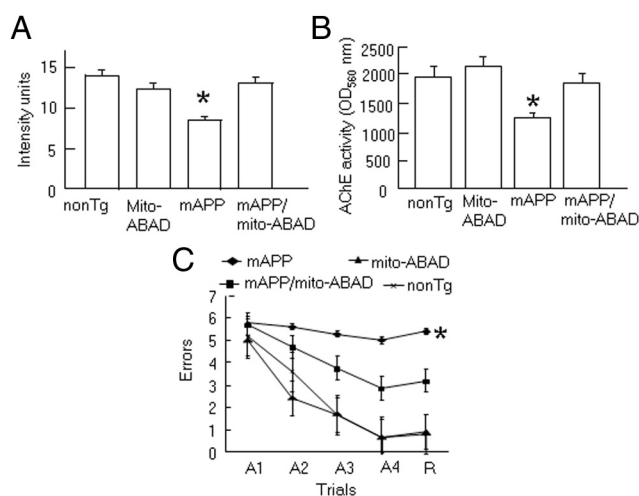 A
Intensity units
15
10
5
0
*
nonTg
Mito-
ABAD
mAPP
mAPP/
mito-ABAD
B
AChE activity (OD560 nm)
2500
2000
1500
1000
500
0
*
nonTg
Mito-
ABAD
mAPP
mAPP/
mito-ABAD
C
mAPP
mito-ABAD
mAPP/mito-ABAD
nonTg
Errors
7
6
5
4
3
2
1
0
*
A1 A2 A3 A4 R
Trials